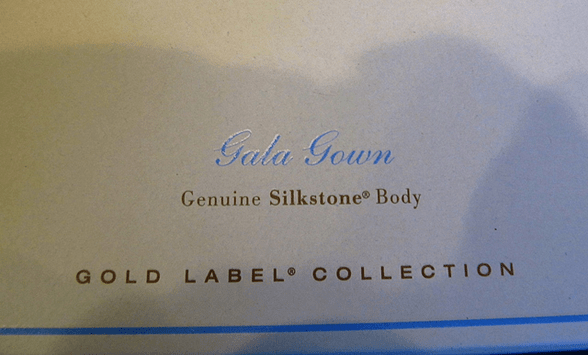 Gala Gown
Genuine Silkstone® Body
GOLD LABEL® COLLECTION